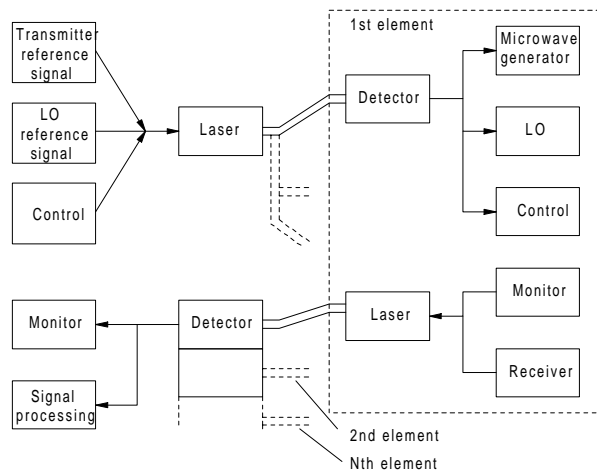 Transmitter
reference
signal
LO
reference
signal
Control
Laser
1st element
Detector
Microwave
generator
LO
Control
Monitor
Signal
processing
Detector
Laser
Monitor
Receiver
2nd element
Nth element